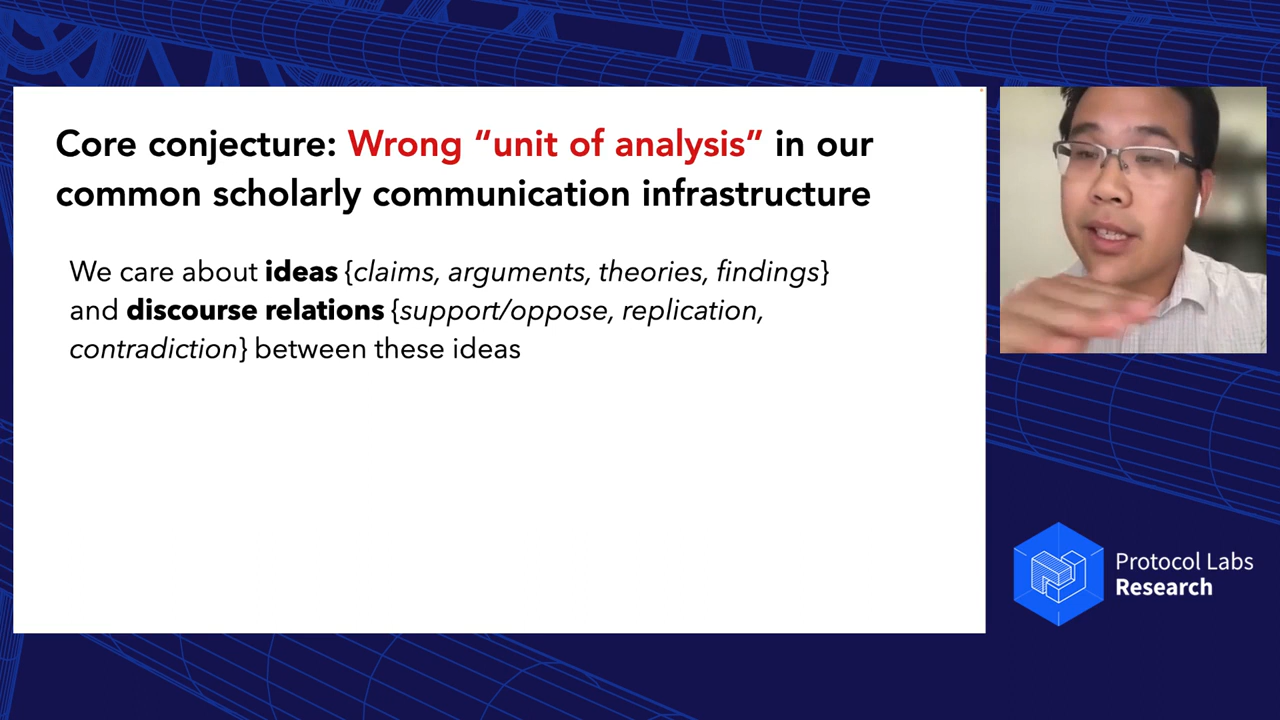 Core conjecture: Wrong “unit of analysis” in our
common scholarly communication infrastructure
We care about ideas {claims, arguments, theories, findings}
and discourse relations {support/oppose, replication,
contradiction} between these ideas
Protocol Labs
Research